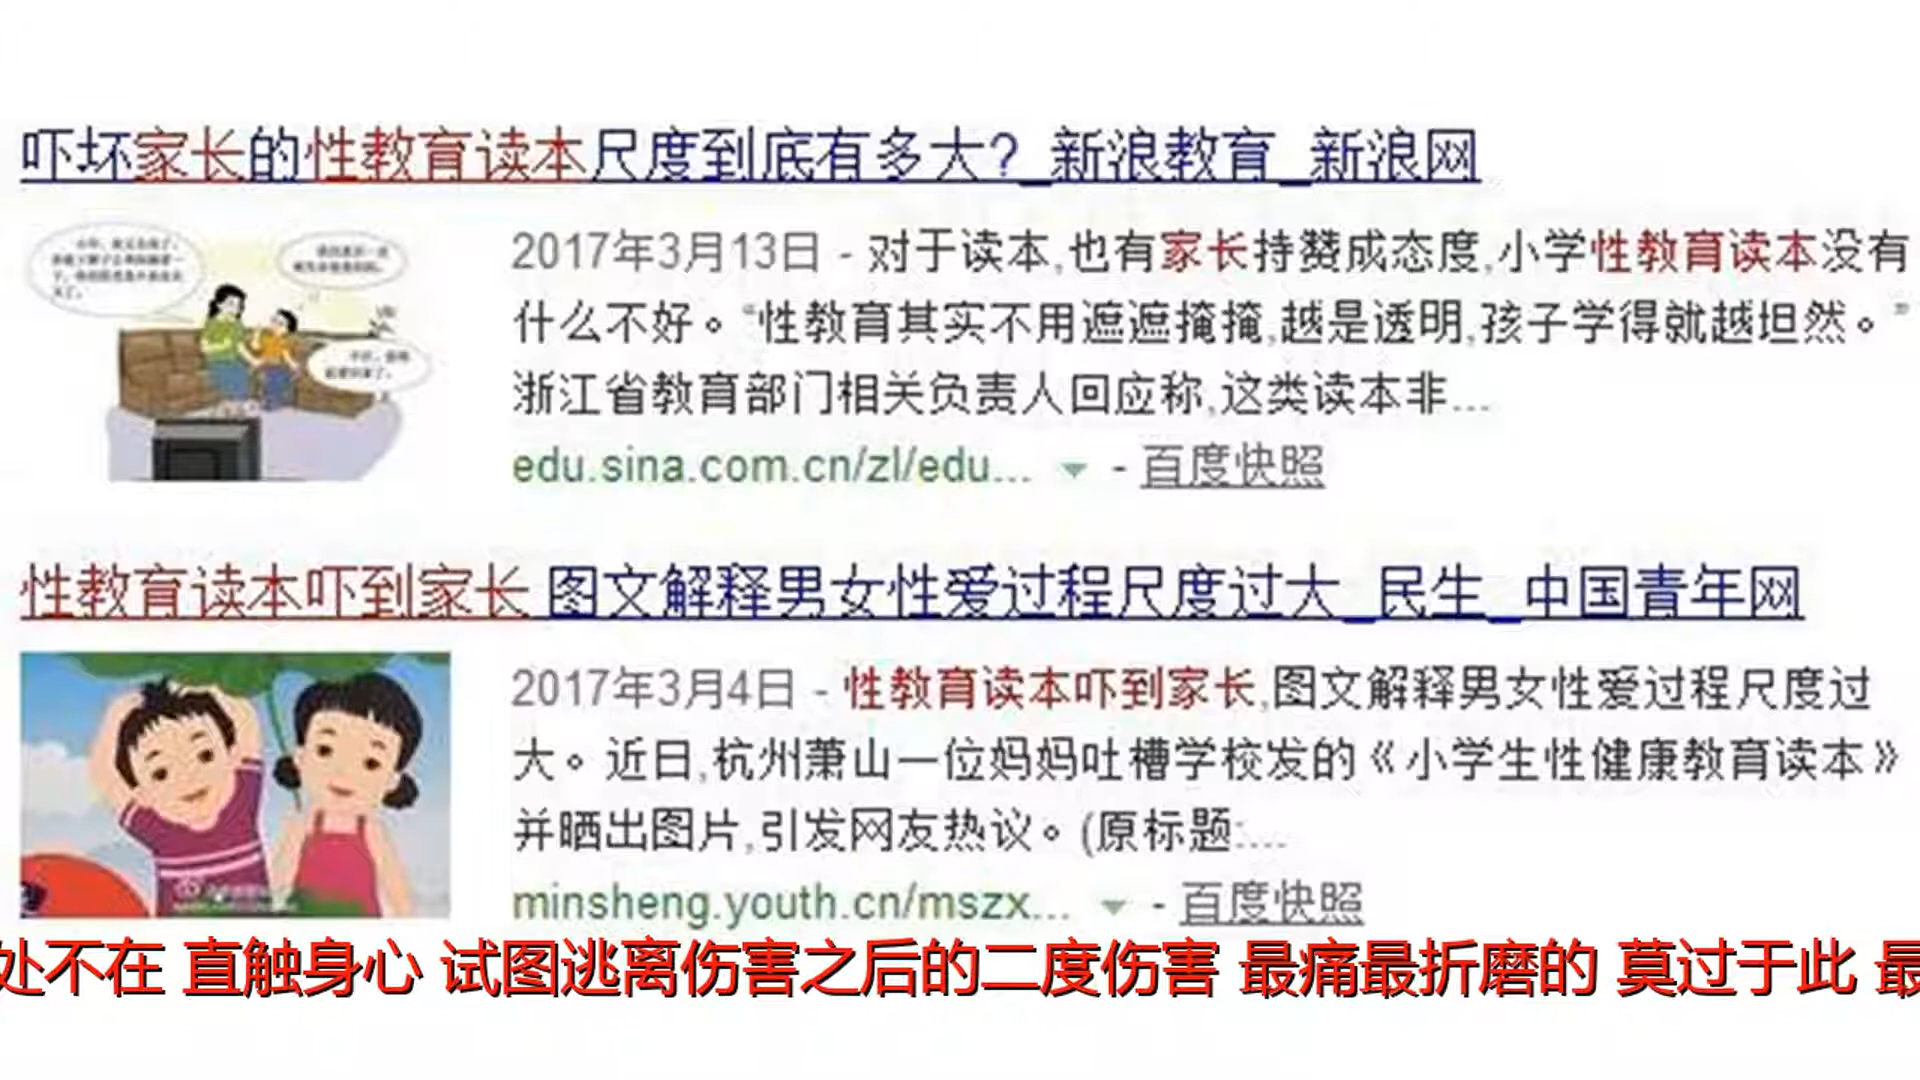 吓坏家长的性教育读本尺度到底有多大?_新浪教育_新浪网
2017年3月13日 - 对于读本,也有家长持赞成态度,小学性教育读本没有
什么不好。“性教育其实不用遮遮掩掩,越是透明,孩子学得就越坦然。”
浙江省教育部门相关负责人回应称,这类读本非...
edu.sina.com.cn/zl/edu... - 百度快照
性教育读本吓到家长 图文解释男女性爱过程尺度过大_民生_中国青年网
2017年3月4日 - 性教育读本吓到家长,图文解释男女性爱过程尺度过
大。近日,杭州萧山一位妈妈吐槽学校发的《小学生性健康教育读本》
并晒出图片,引发网友热议。(原标题:...
minsheng.youth.cn/mszx... - 百度快照
处不在 直触身心 试图逃离伤害之后的二度伤害 最痛最折磨的 莫过于此 最